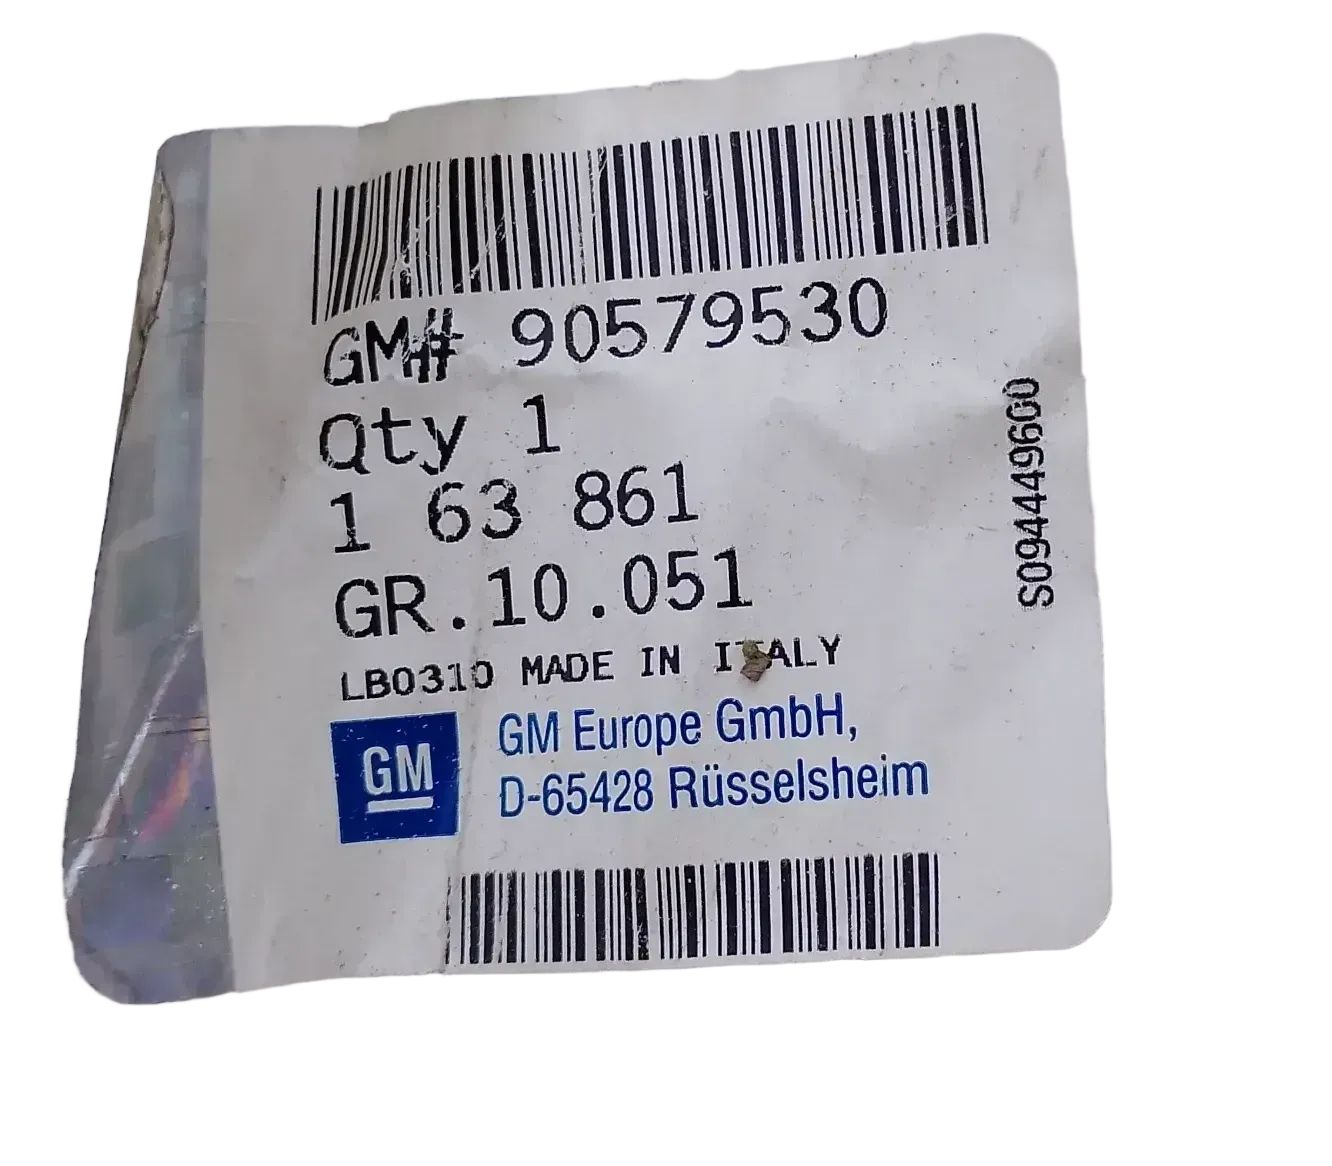 GM# 90579530
Qty 1
1 63 861
GR.10.051
LB0310 MADE IN ITALY
GM
GM Europe GmbH,
D-65428 Rüsselsheim
S094449600